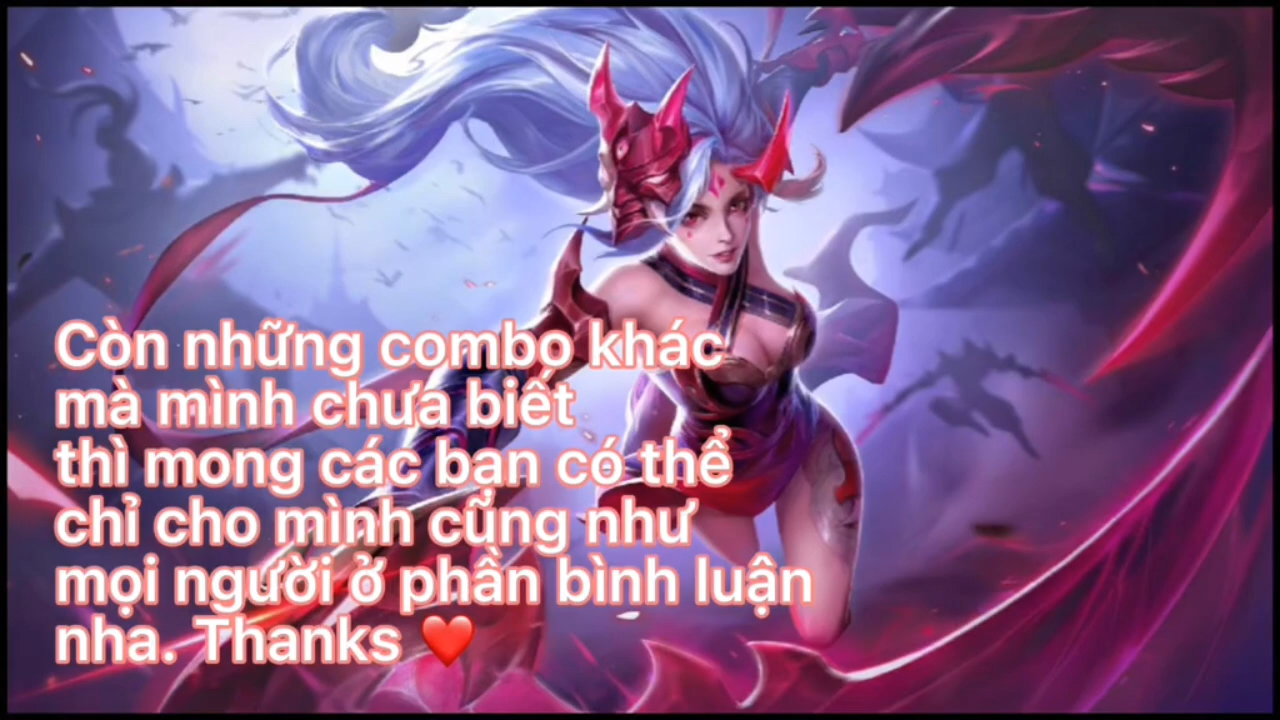 Còn những combo khác
mà mình chưa biết
thì mong các bạn có thể
chỉ cho mình cũng như
mọi người ở phần bình luận
nha. Thanks ❤️